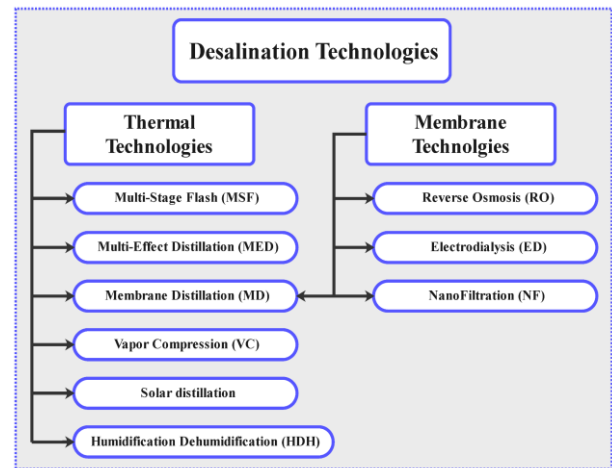 Desalination Technologies
Thermal
Technologies
Multi-Stage Flash (MSF)
Multi-Effect Distillation (MED)
Membrane Distillation (MD)
Vapor Compression (VC)
Solar distillation
Humidification Dehumidification (HDH)
Membrane
Technolgies
Reverse Osmosis (RO)
Electrodialysis (ED)
NanoFiltration (NF)